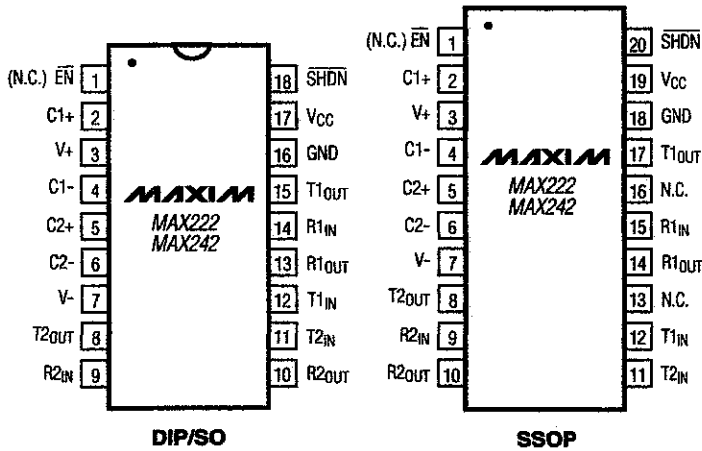 (N.C.) EN 1
C1+ 2
V+ 3
C1- 4
C2+ 5
C2- 6
V- 7
T2OUT 8
R2IN 9
18 SHDN
17 VCC
16 GND
15 T1OUT
14 R1IN
13 R1OUT
12 T1IN
11 T2IN
10 R2OUT
MAXIM
MAX222
MAX242
DIP/SO
(N.C.) EN 1
C1+ 2
V+ 3
C1- 4
C2+ 5
C2- 6
V- 7
T2OUT 8
R2IN 9
R2OUT 10
20 SHDN
19 VCC
18 GND
17 T1OUT
16 N.C.
15 R1IN
14 R1OUT
13 N.C.
12 T1IN
11 T2IN
MAXIM
MAX222
MAX242
SSOP